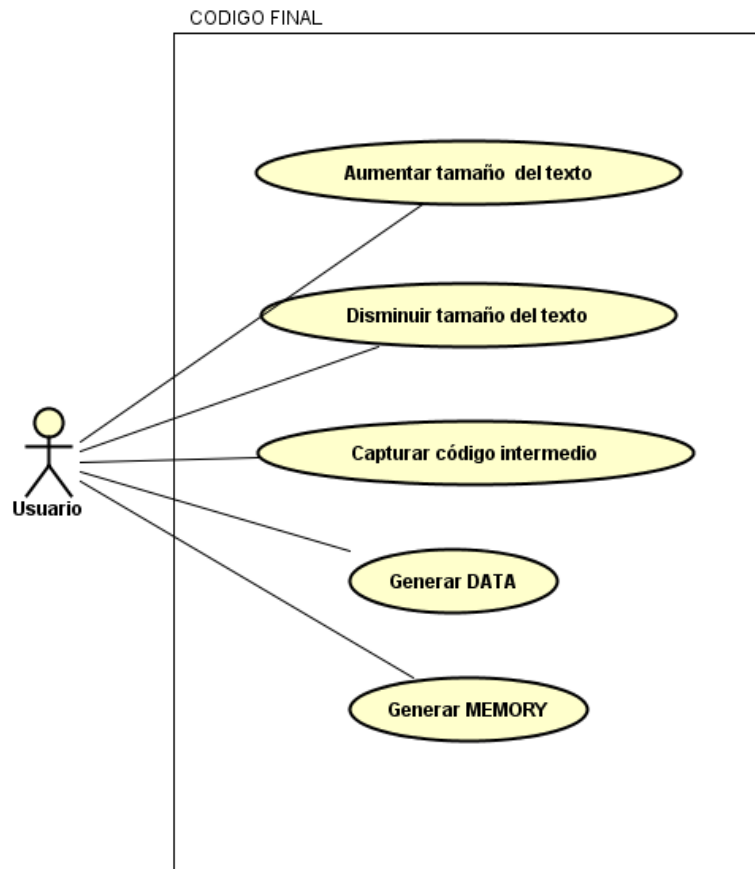 CODIGO FINAL
Aumentar tamaño del texto
Disminuir tamaño del texto
Capturar código intermedio
Usuario
Generar DATA
Generar MEMORY